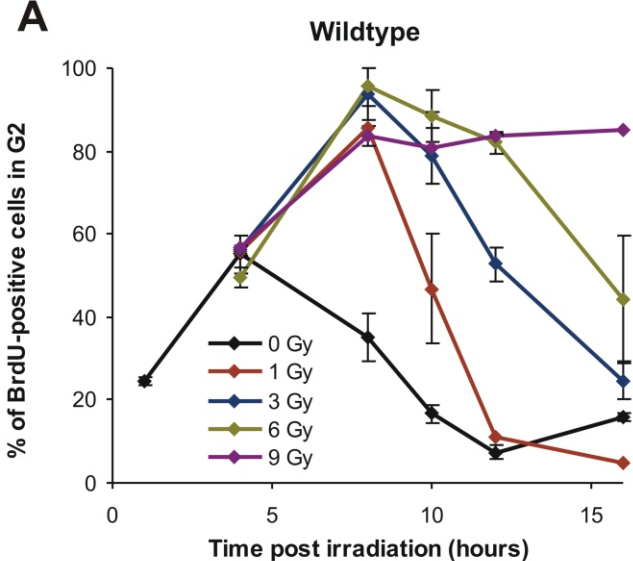 A
Wildtype
% of BrdU-positive cells in G2
100
80
60
40
20
0
0 Gy
1 Gy
3 Gy
6 Gy
9 Gy
0 5 10 15
Time post irradiation (hours)